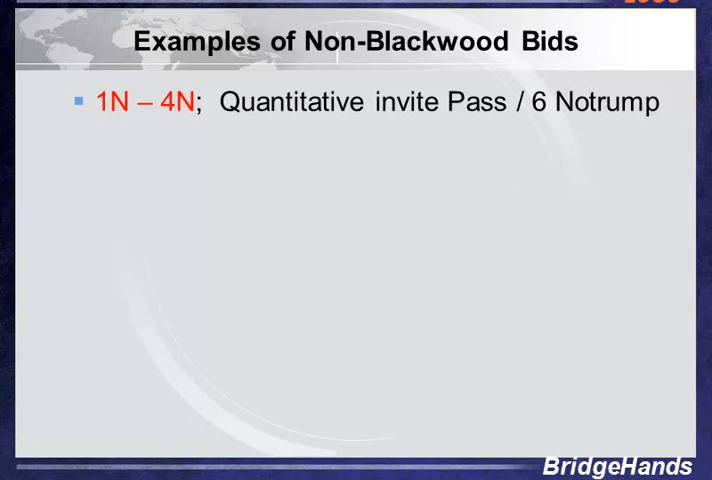 Examples of Non-Blackwood Bids
1N – 4N; Quantitative invite Pass / 6 Notrump
BridgeHands